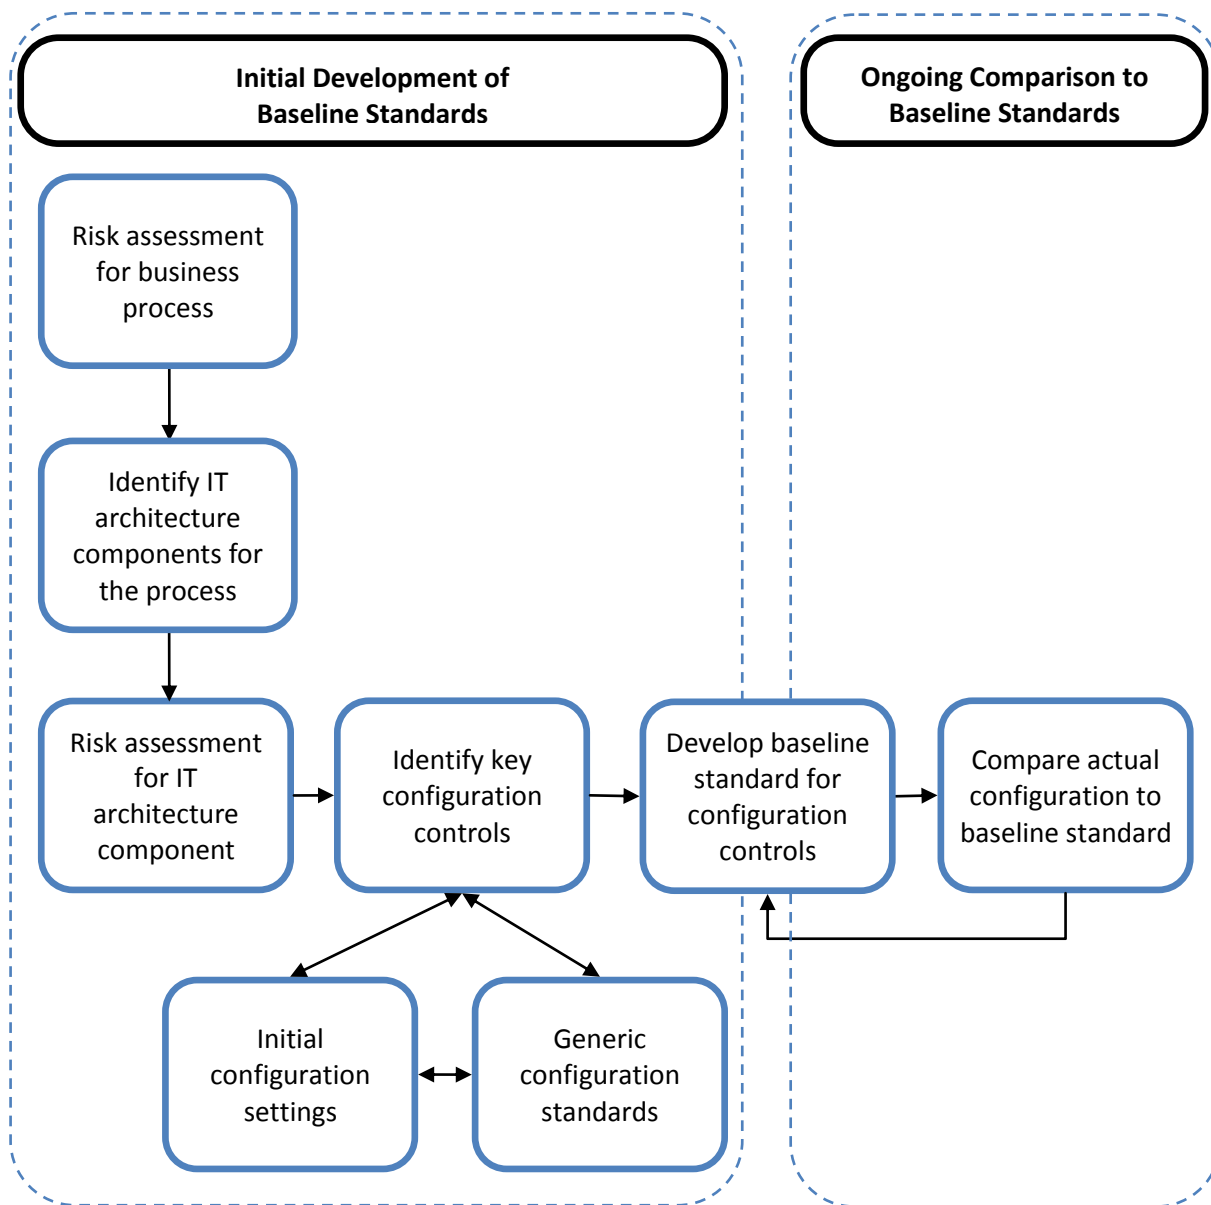 Initial Development of
Baseline Standards
Ongoing Comparison to
Baseline Standards
Risk assessment
for business
process
Identify IT
architecture
components for
the process
Risk assessment
for IT
architecture
component
Identify key
configuration
controls
Develop baseline
standard for
configuration
controls
Compare actual
configuration to
baseline standard
Initial
configuration
settings
Generic
configuration
standards